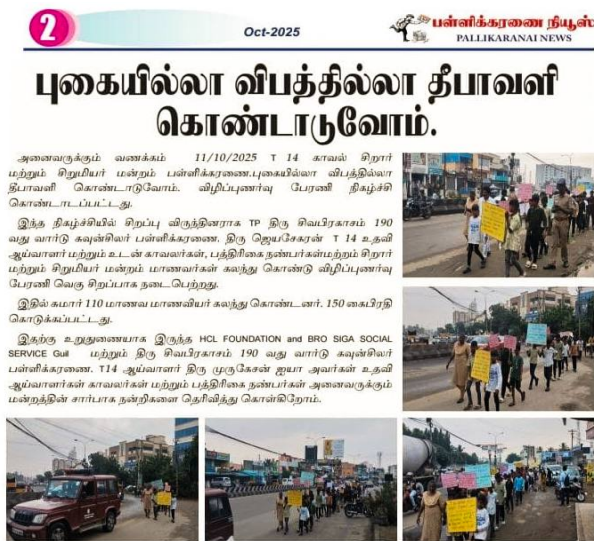 2
Oct-2025
பள்ளிக்கரணை நியூஸ்
PALLIKARANAI NEWS
புகையில்லா விபத்தில்லா தீபாவளி
கொண்டாடுவோம்.
அனைவருக்கும் வணக்கம் 11/10/2025 T 14 காவல் சிறார்
மற்றும் சிறுமியர் மன்றம் பள்ளிக்கரணை.புகையில்லா விபத்தில்லா
தீபாவளி கொண்டாடுவோம். விழிப்புணர்வு பேரணி நிகழ்ச்சி
கொண்டாடப்பட்டது.
இந்த நிகழ்ச்சியில் சிறப்பு விருந்தினராக TP திரு சிவபிரகாசம் 190
வது வார்டு கவுன்சிலர் பள்ளிக்கரணை. திரு ஜெயசேகரன் T 14 உதவி
ஆய்வாளர் மற்றும் உடன் காவலர்கள், பத்திரிகை நண்பர்கள்மற்றும் சிறார்
மற்றும் சிறுமியர் மன்றம் மாணவர்கள் கலந்து கொண்டு விழிப்புணர்வு
பேரணி வெகு சிறப்பாக நடைபெற்றது.
இதில் சுமார் 110 மாணவ மாணவியர் கலந்து கொண்டனர். 150 கைபிரதி
கொடுக்கப்பட்டது.
இதற்கு உறுதுணையாக இருந்த HCL FOUNDATION and BRO SIGA SOCIAL
SERVICE Guil மற்றும் திரு சிவபிரகாசம் 190 வது வார்டு கவுன்சிலர்
பள்ளிக்கரணை. T14 ஆய்வாளர் திரு முருகேசன் ஐயா அவர்கள் உதவி
ஆய்வாளர்கள் காவலர்கள் மற்றும் பத்திரிகை நண்பர்கள் அனைவருக்கும்
மன்றத்தின் சார்பாக நன்றிகளை தெரிவித்து கொள்கிறோம்.